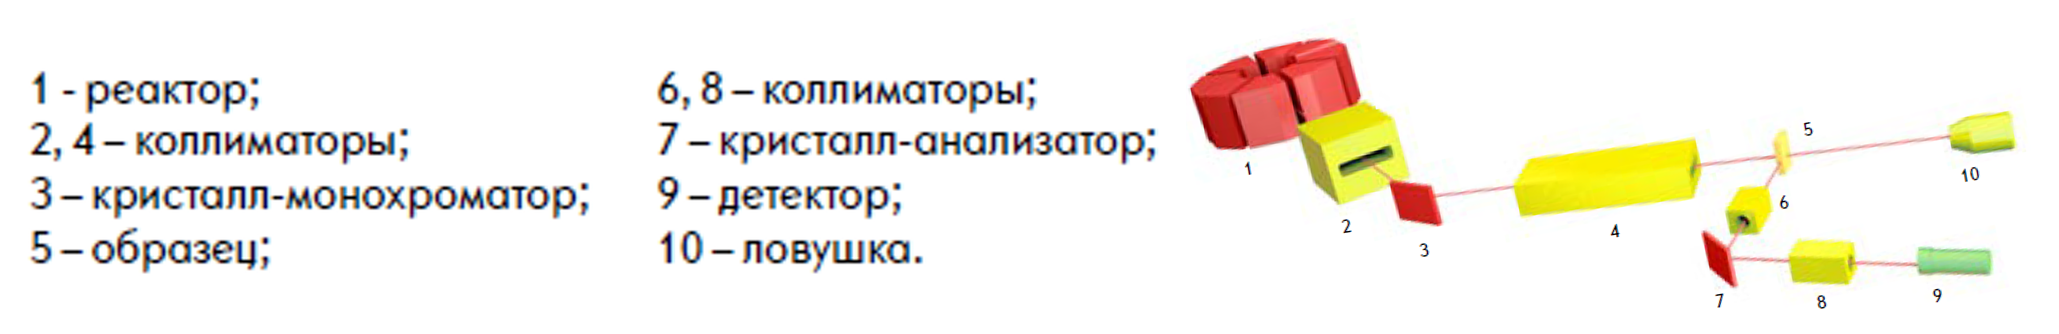 1 - реактор;
2, 4 – коллиматоры;
3 – кристалл-монохроматор;
5 – образец;
6, 8 – коллиматоры;
7 – кристалл-анализатор;
9 – детектор;
10 – ловушка.
1
2
3
4
5
6
7
8
9
10